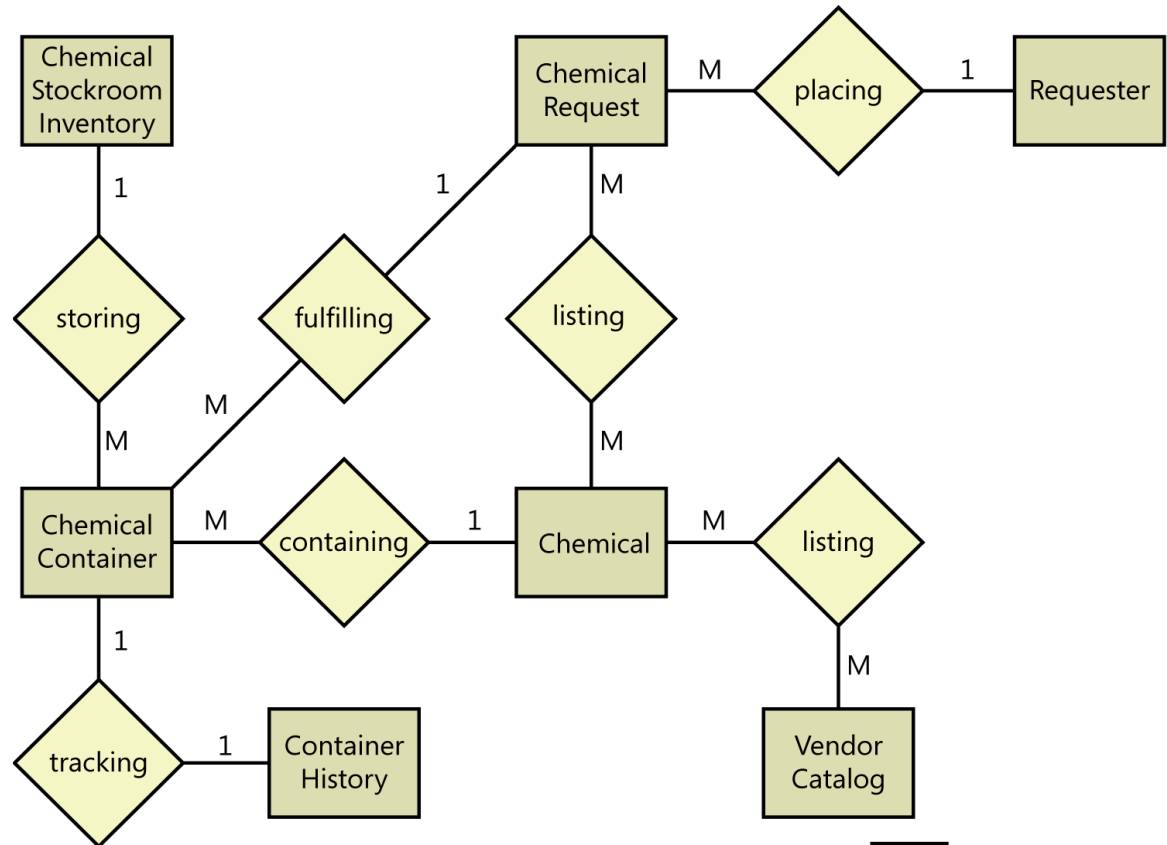 Chemical
Stockroom
Inventory
Chemical
Request
M
placing
1
Requester
1
1
M
storing
fulfilling
listing
M
M
M
Chemical
Container
M
containing
1
Chemical
M
listing
1
M
tracking
1
Container
History
Vendor
Catalog